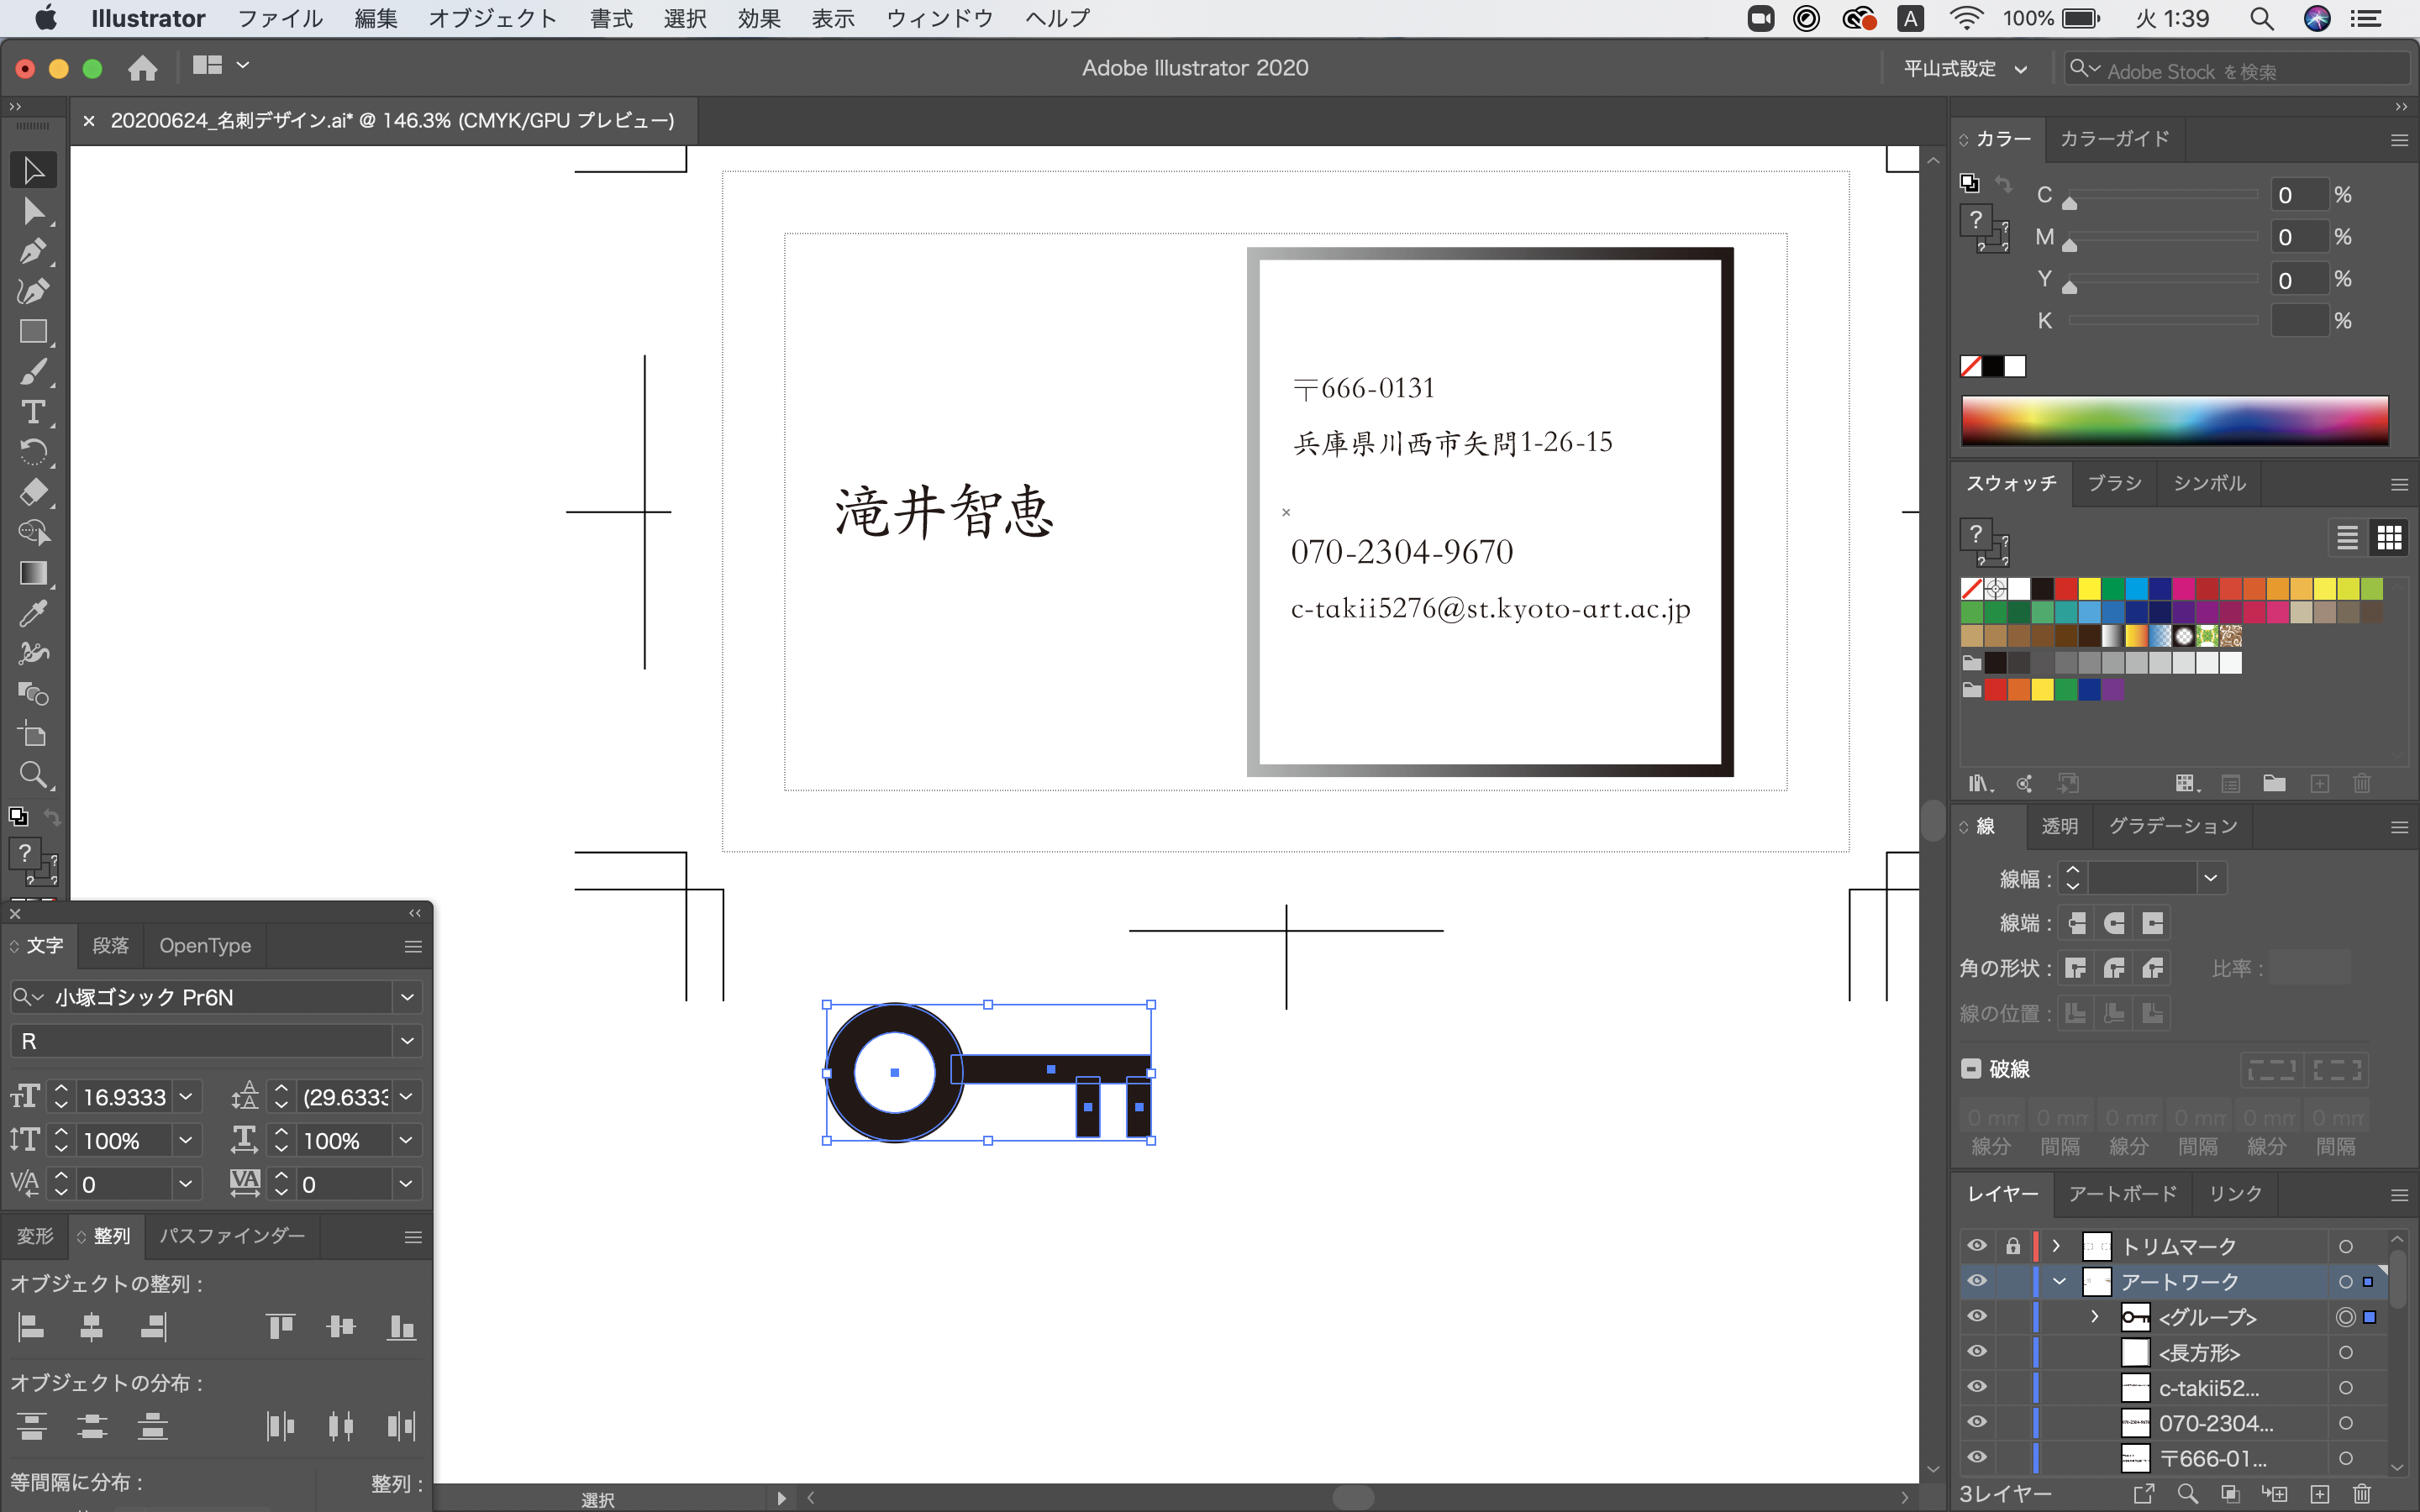 Illustrator ファイル 編集 オブジェクト 書式 選択 効果 表示 ウィンドウ ヘルプ A 100% 火 1:39
Adobe Illustrator 2020 平山式設定 Adobe Stock を検索
20200624_名刺デザイン.ai* @ 146.3% (CMYK/GPU プレビュー)
滝井智恵
〒666-0131
兵庫県川西市矢問1-26-15
070-2304-9670
c-takii5276@st.kyoto-art.ac.jp
文字 段落 OpenType
小塚ゴシック Pr6N
R
16.9333 (29.6333
100% 100%
0 0
変形 整列 パスファインダー
オブジェクトの整列 :
オブジェクトの分布 :
等間隔に分布 : 整列 :
選択
カラー カラーガイド
C 0 %
M 0 %
Y 0 %
K %
スウォッチ ブラシ シンボル
線 透明 グラデーション
線幅 :
線端 :
角の形状 : 比率 :
線の位置 :
破線
0 mm 0 mm 0 mm 0 mm 0 mm 0 mm
線分 間隔 線分 間隔 線分 間隔
レイヤー アートボード リンク
トリムマーク
アートワーク
<グループ>
<長方形>
c-takii52...
070-2304...
〒666-01...
3レイヤー